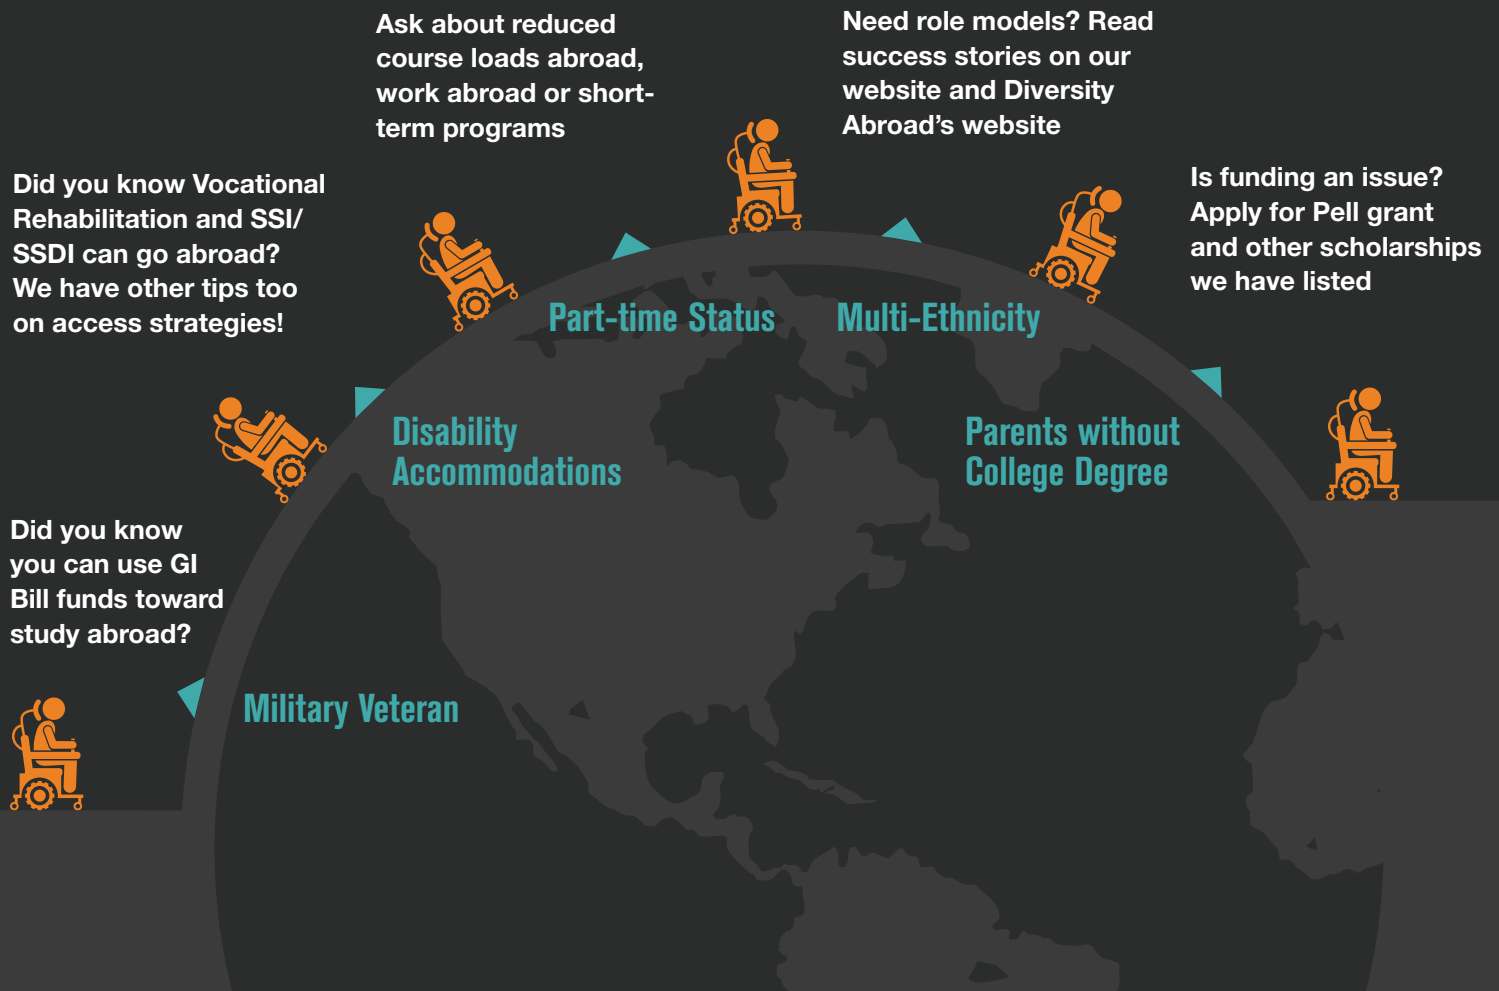 Ask about reduced
course loads abroad,
work abroad or short-
term programs
Need role models? Read
success stories on our
website and Diversity
Abroad's website
Did you know Vocational
Rehabilitation and SSI/
SSDI can go abroad?
We have other tips too
on access strategies!
Is funding an issue?
Apply for Pell grant
and other scholarships
we have listed
Part-time Status
Multi-Ethnicity
Disability
Accommodations
Parents without
College Degree
Did you know
you can use GI
Bill funds toward
study abroad?
Military Veteran